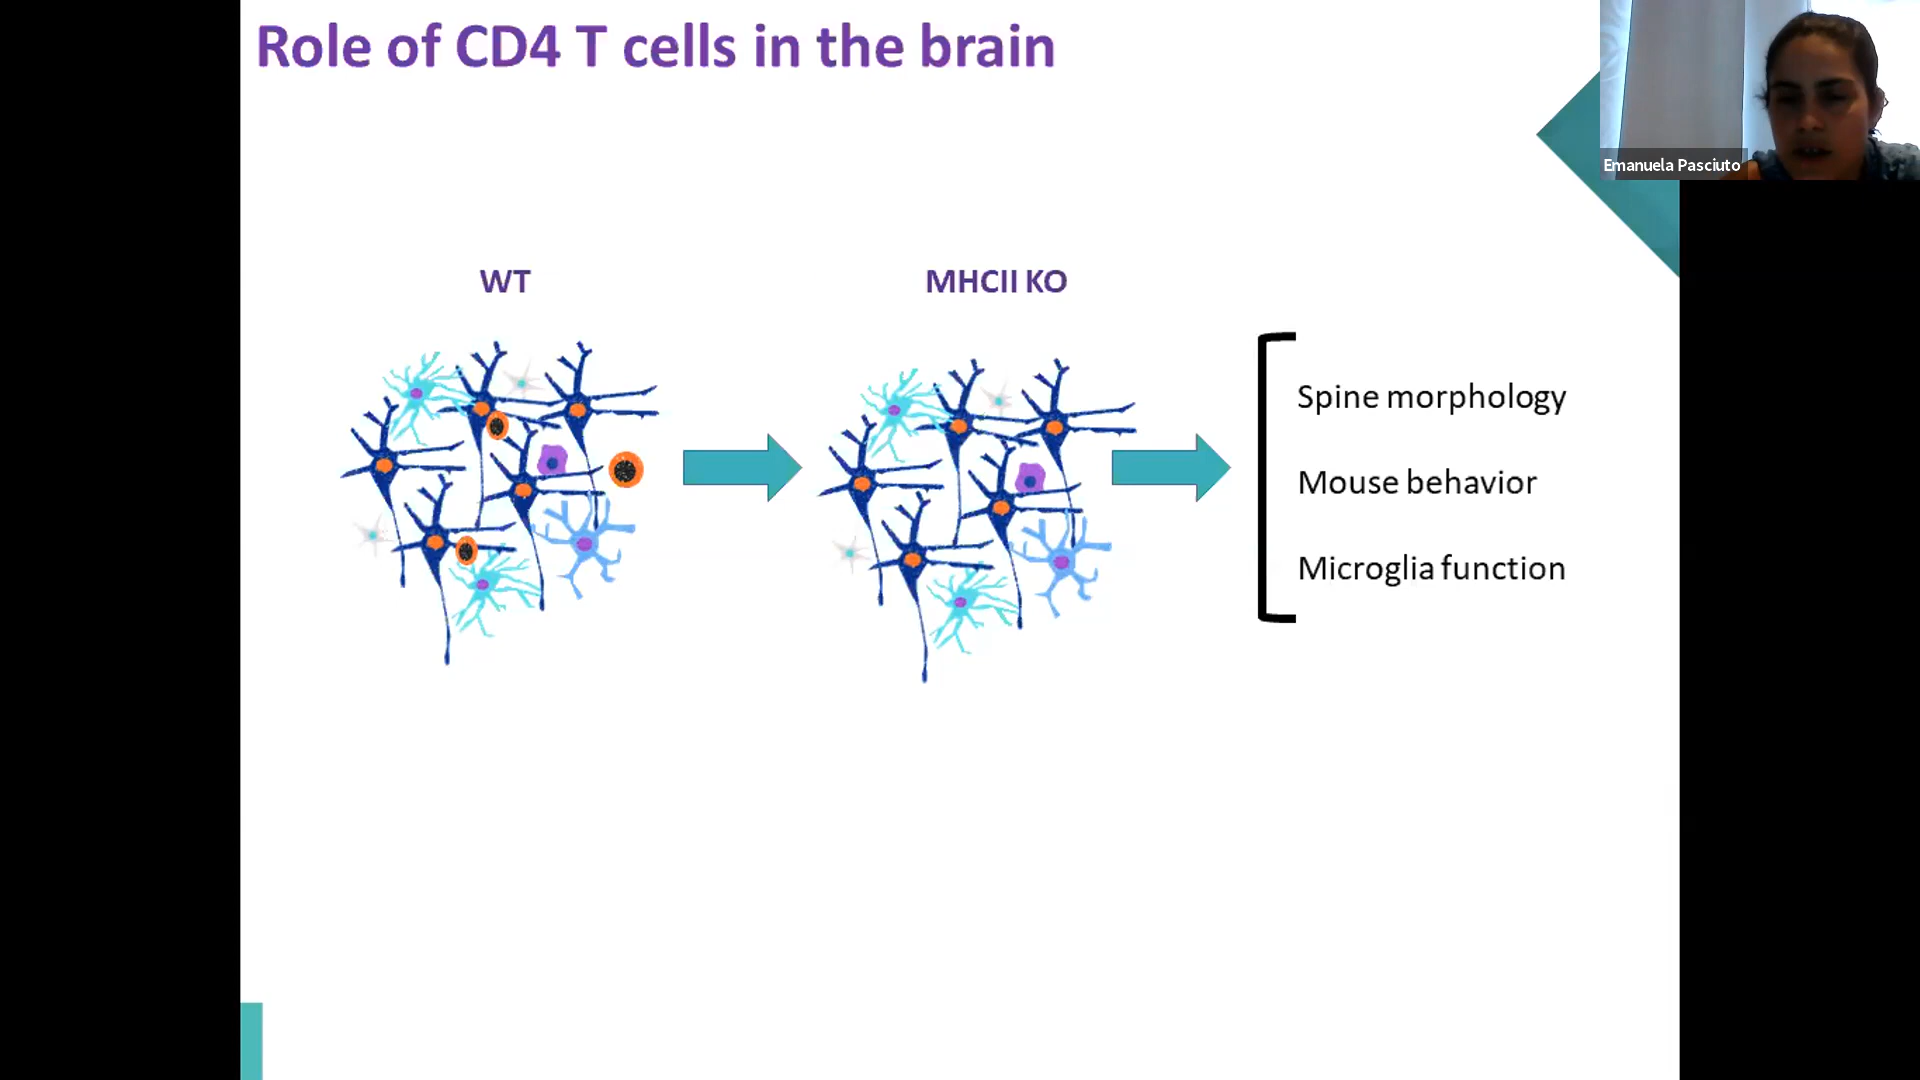 Role of CD4 T cells in the brain
Emanuela Pasciuto
WT
MHCII KO
Spine morphology
Mouse behavior
Microglia function